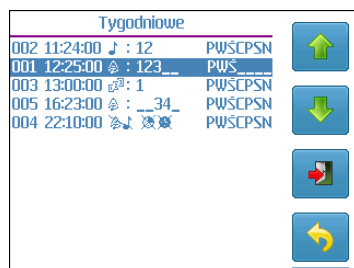 Tygodniowe
002 11:24:00 : 12 PWŚCPSN
001 12:25:00 : 123__ PWŚ____
003 13:00:00 : 1 PWŚCPSN
005 16:23:00 : __34_ PWŚCPSN
004 22:10:00 PWŚCPSN